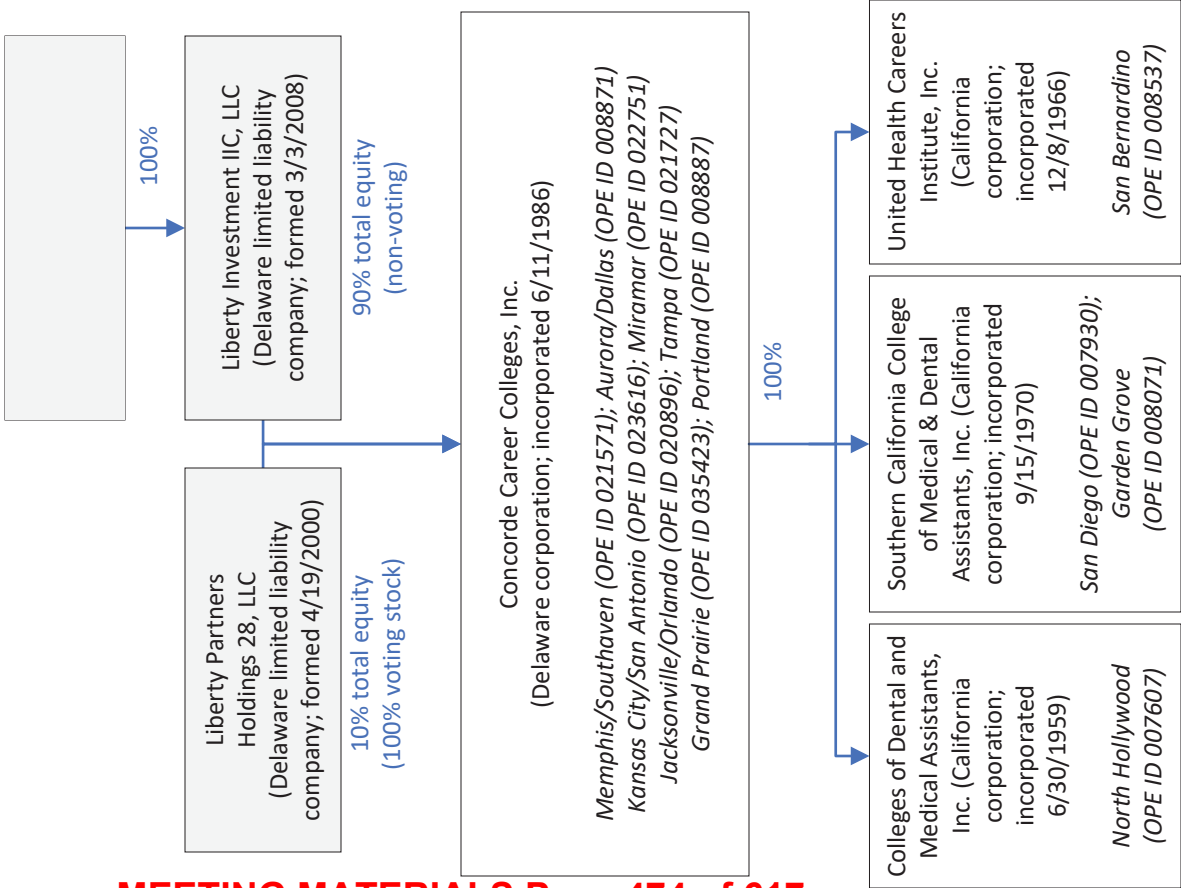 100%
Liberty Partners
Holdings 28, LLC
(Delaware limited liability
company; formed 4/19/2000)
Liberty Investment IIC, LLC
(Delaware limited liability
company; formed 3/3/2008)
10% total equity
(100% voting stock)
90% total equity
(non-voting)
Concorde Career Colleges, Inc.
(Delaware corporation; incorporated 6/11/1986)
Memphis/Southaven (OPE ID 021571); Aurora/Dallas (OPE ID 008871)
Kansas City/San Antonio (OPE ID 023616); Miramar (OPE ID 022751)
Jacksonville/Orlando (OPE ID 020896); Tampa (OPE ID 021727)
Grand Prairie (OPE ID 035423); Portland (OPE ID 008887)
100%
Colleges of Dental and
Medical Assistants,
Inc. (California
corporation;
incorporated
6/30/1959)
North Hollywood
(OPE ID 007607)
Southern California College
of Medical & Dental
Assistants, Inc. (California
corporation; incorporated
9/15/1970)
San Diego (OPE ID 007930);
Garden Grove
(OPE ID 008071)
United Health Careers
Institute, Inc.
(California
corporation;
incorporated
12/8/1966)
San Bernardino
(OPE ID 008537)
MEETING MATERIALS Page 474 of